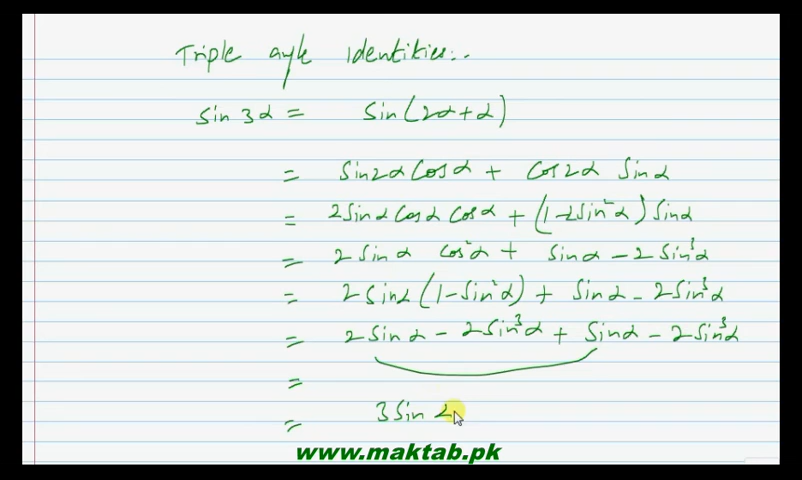 Triple angle identities:-
Sin 3α = Sin(2α+α)
= Sin2α Cosα + Cos2α Sinα
= 2Sinα Cosα Cosα + (1-2Sin²α) Sinα
= 2Sinα Cos²α + Sinα - 2Sin³α
= 2Sinα (1-Sin²α) + Sinα - 2Sin³α
= 2Sinα - 2Sin³α + Sinα - 2Sin³α
=
= 3Sin α
www.maktab.pk